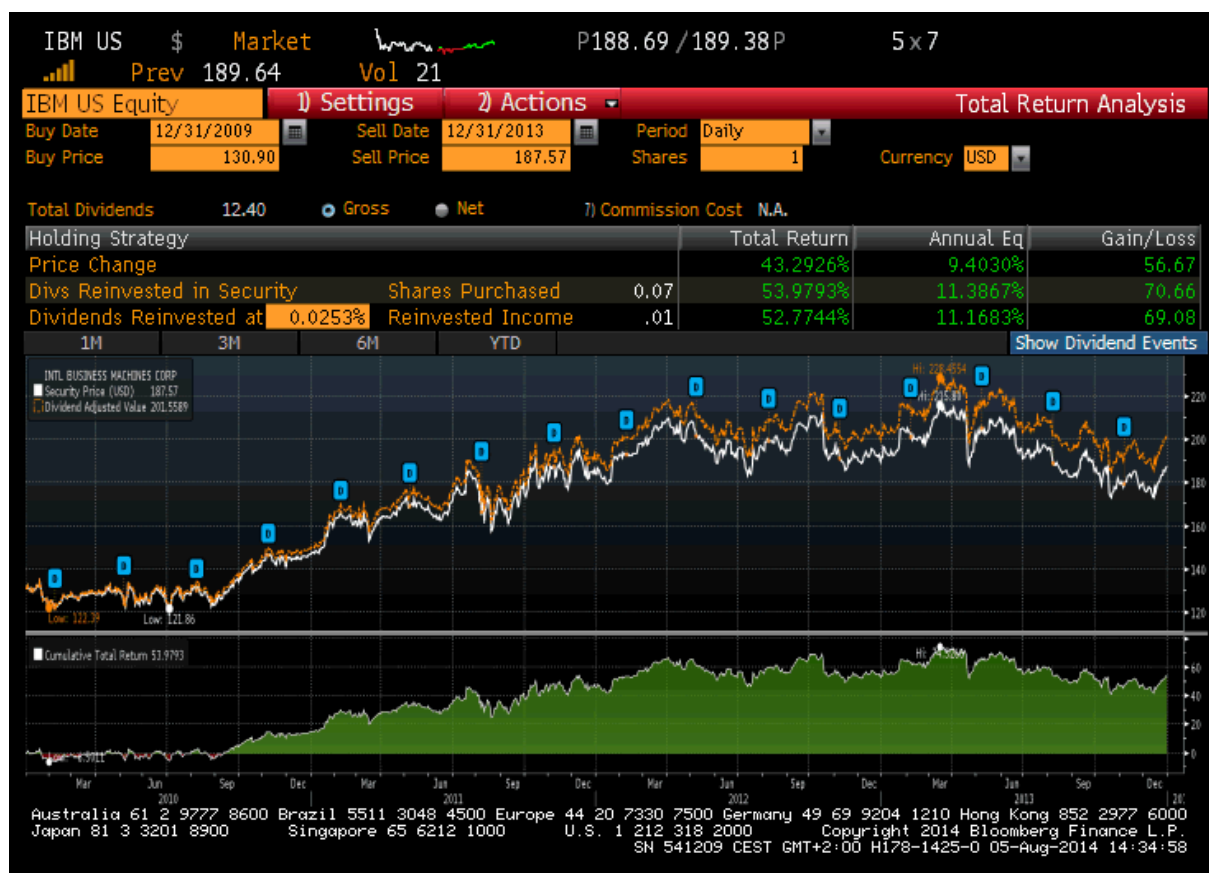 IBM US $ Market P188.69/189.38P 5x7
Prev 189.64 Vol 21
IBM US Equity 1) Settings 2) Actions Total Return Analysis
Buy Date 12/31/2009 Sell Date 12/31/2013 Period Daily
Buy Price 130.90 Sell Price 187.57 Shares 1 Currency USD
Total Dividends 12.40 Gross Net 7) Commission Cost N.A.
Holding Strategy Total Return Annual Eq Gain/Loss
Price Change 43.2926% 9.4030% 56.67
Divs Reinvested in Security Shares Purchased 0.07 53.9793% 11.3867% 70.66
Dividends Reinvested at 0.0253% Reinvested Income .01 52.7744% 11.1683% 69.08
1M 3M 6M YTD Show Dividend Events
INTL BUSINESS MACHINES CORP
Security Price (USD) 187.57
Dividend Adjusted Value 201.5589
Hi: 228.4554
D D D D D D D D D D D D D D D D
220
200
180
160
140
120
Low: 122.39 Low: 121.86
Cumulative Total Return 53.9793
60
40
20
0
Mar Jun Sep Dec Mar Jun Sep Dec Mar Jun Sep Dec Mar Jun Sep Dec
2010 2011 2012 2013
Australia 61 2 9777 8600 Brazil 5511 3048 4500 Europe 44 20 7330 7500 Germany 49 69 9204 1210 Hong Kong 852 2977 6000
Japan 81 3 3201 8900 Singapore 65 6212 1000 U.S. 1 212 318 2000 Copyright 2014 Bloomberg Finance L.P.
SN 541209 CEST GMT+2:00 H178-1425-0 05-Aug-2014 14:34:58